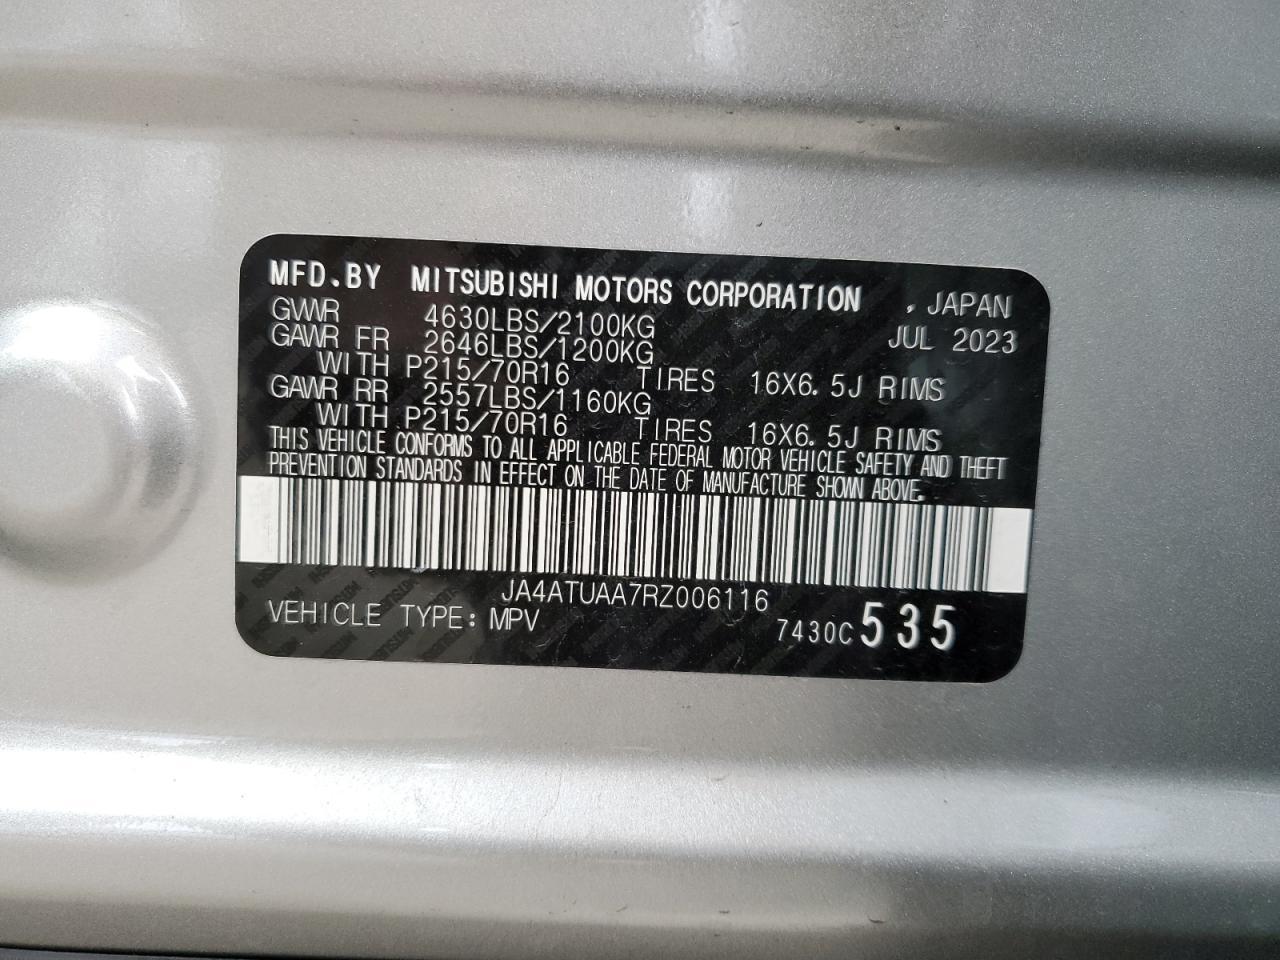 MFD.BY MITSUBISHI MOTORS CORPORATION , JAPAN
GVWR 4630LBS/2100KG JUL 2023
GAWR FR 2646LBS/1200KG
WITH P215/70R16 TIRES 16X6.5J RIMS
GAWR RR 2557LBS/1160KG
WITH P215/70R16 TIRES 16X6.5J RIMS
THIS VEHICLE CONFORMS TO ALL APPLICABLE FEDERAL MOTOR VEHICLE SAFETY AND THEFT
PREVENTION STANDARDS IN EFFECT ON THE DATE OF MANUFACTURE SHOWN ABOVE.
JA4ATUAA7RZ006116
VEHICLE TYPE: MPV 7430C 535